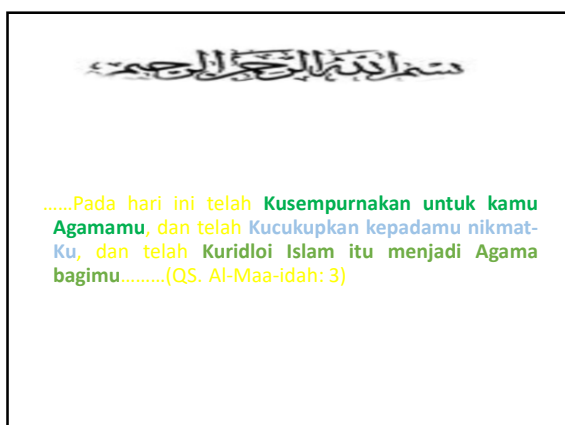 بسم الله الرحمن الرحيم
......Pada hari ini telah Kusempurnakan untuk kamu
Agamamu, dan telah Kucukupkan kepadamu nikmat-
Ku, dan telah Kuridloi Islam itu menjadi Agama
bagimu.........(QS. Al-Maa-idah: 3)